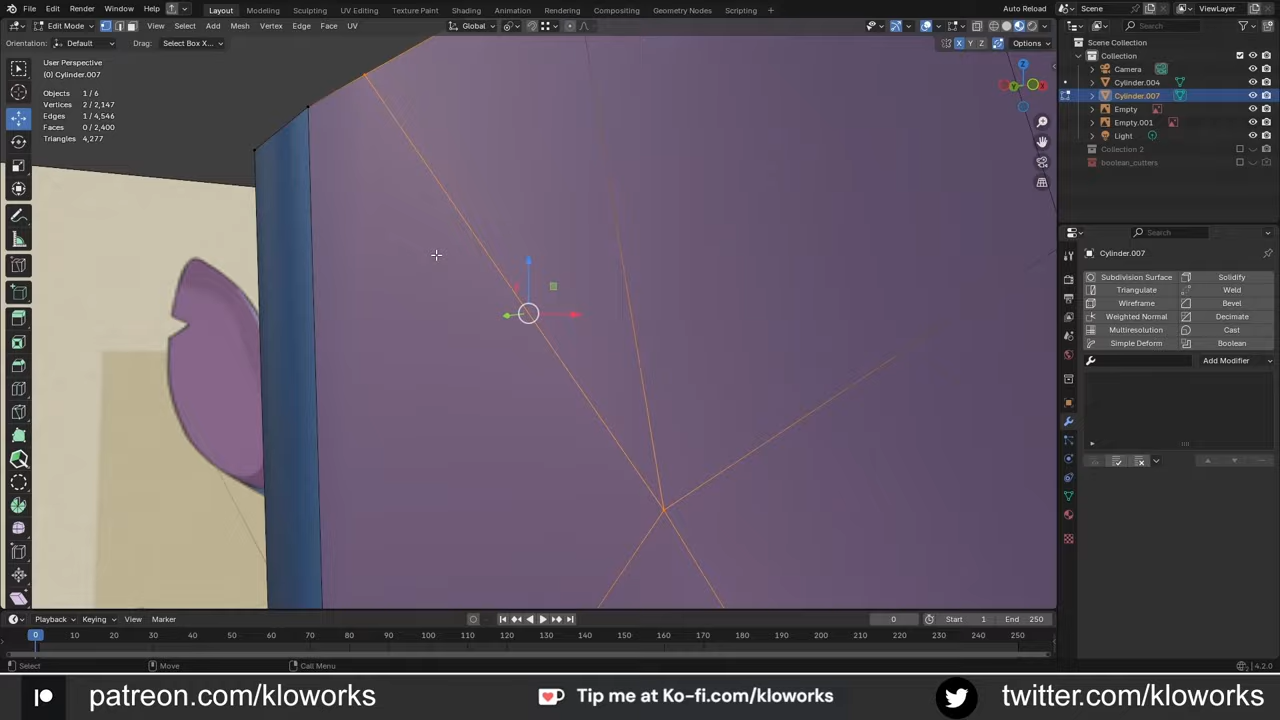 File Edit Render Window Help Layout Modeling Sculpting UV Editing Texture Paint Shading Animation Rendering Compositing Geometry Nodes Scripting + Auto Reload Scene ViewLayer
Edit Mode View Select Add Mesh Vertex Edge Face UV Global Search
Orientation: Default Drag: Select Box X... X Y Z Options
User Perspective
(0) Cylinder.007
Objects 1 / 6
Vertices 2 / 2,147
Edges 1 / 4,546
Faces 0 / 2,400
Triangles 4,277
Z
Y
Scene Collection
Collection
Camera
Cylinder.004
Cylinder.007
Empty
Empty.001
Light
Collection 2
boolean_cutters
Search
Cylinder.007
Subdivision Surface Solidify
Triangulate Weld
Wireframe Bevel
Weighted Normal Decimate
Multiresolution Cast
Simple Deform Boolean
Add Modifier
Playback Keying View Marker 0 Start 1 End 250
0 10 20 30 40 50 60 70 80 90 100 110 120 130 140 150 160 170 180 190 200 210 220 230 240 250
Select Move Call Menu 4.2.0
patreon.com/kloworks Tip me at Ko-fi.com/kloworks twitter.com/kloworks